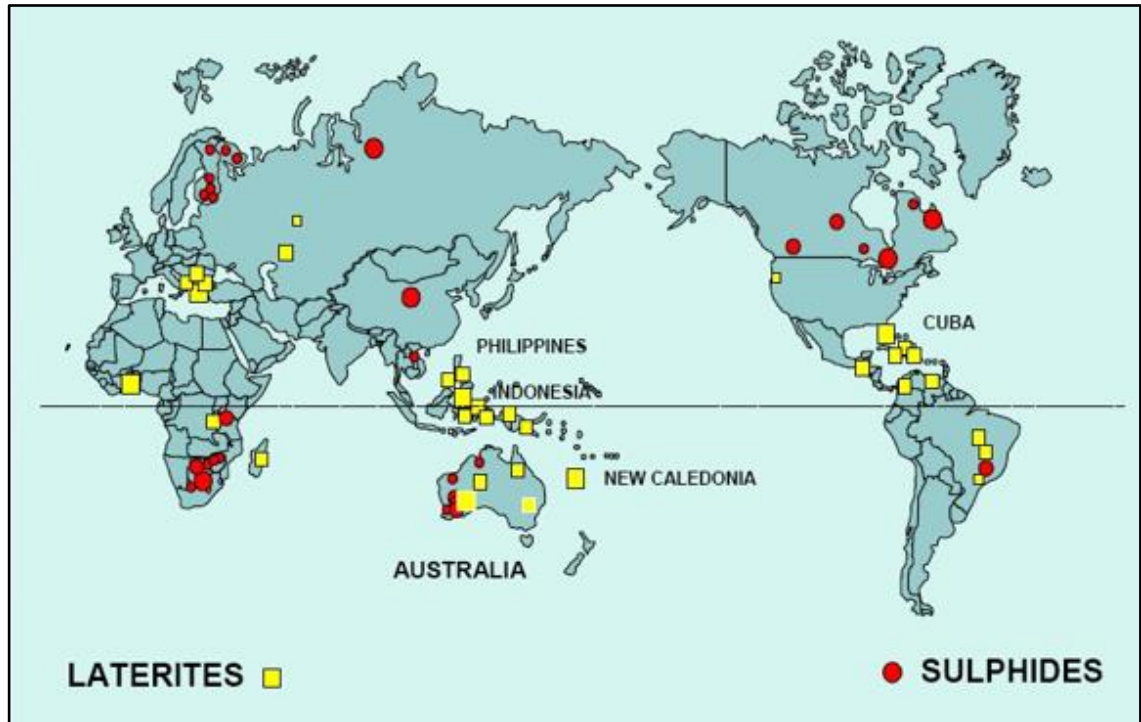 PHILIPPINES
CUBA
INDONESIA
NEW CALEDONIA
AUSTRALIA
LATERITES
SULPHIDES